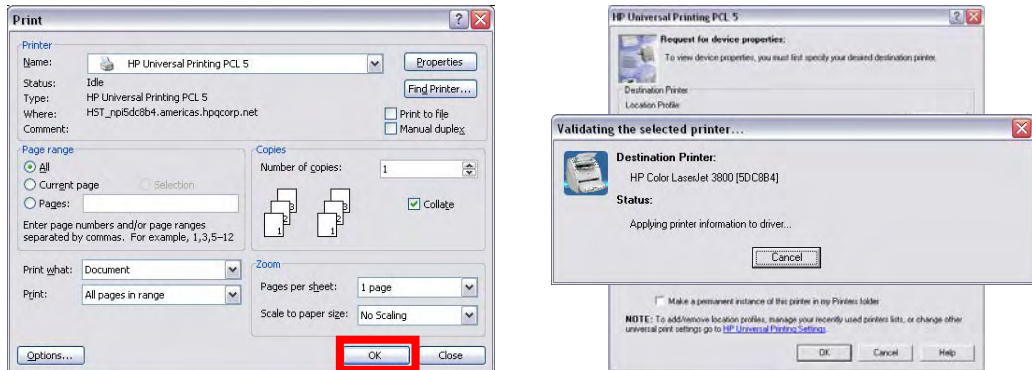 Print
Printer
Name: HP Universal Printing PCL 5 Properties
Status: Idle
Type: HP Universal Printing PCL 5 Find Printer...
Where: HST_npi5dc8b4.americas.hpqcorp.net Print to file
Comment: Manual duplex
Page range
All
Current page Selection
Pages:
Enter page numbers and/or page ranges
separated by commas. For example, 1,3,5–12
Copies
Number of copies: 1
3 3
2 2
1 1
Collate
Print what: Document
Print: All pages in range
Zoom
Pages per sheet: 1 page
Scale to paper size: No Scaling
Options... OK Close
HP Universal Printing PCL 5
Request for device properties:
To view device properties, you must first specify your desired destination printer.
Destination Printer
Location Profile:
Validating the selected printer...
Destination Printer:
HP Color LaserJet 3800 [5DC8B4]
Status:
Applying printer information to driver...
Cancel
Make a permanent instance of this printer in my Printers folder
NOTE: To add/remove location profiles, manage your recently used printers lists, or change other
universal print settings go to HP Universal Printing Settings.
OK Cancel Help